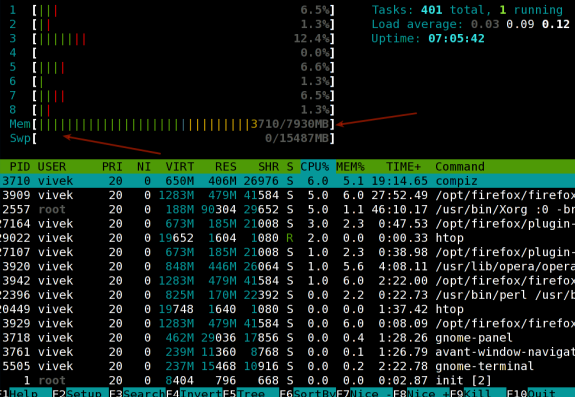 1 [||| 6.5%] Tasks: 401 total, 1 running
2 [|| 1.3%] Load average: 0.03 0.09 0.12
3 [||||||| 12.4%] Uptime: 07:05:42
4 [ 0.0%]
5 [|||| 6.6%]
6 [| 1.3%]
7 [|||| 6.5%]
8 [|| 1.3%]
Mem[||||||||||||||||||||||||||||||||||3710/7930MB]
Swp[ 0/15487MB]
PID USER PRI NI VIRT RES SHR S CPU% MEM% TIME+ Command
3710 vivek 20 0 650M 406M 26976 S 6.0 5.1 19:14.65 compiz
3909 vivek 20 0 1283M 479M 41584 S 5.0 6.0 27:52.49 /opt/firefox/firefox
2557 root 20 0 188M 90304 29652 S 5.0 1.1 46:10.17 /usr/bin/Xorg :0 -br
27164 vivek 20 0 673M 185M 21008 S 3.0 2.3 0:47.53 /opt/firefox/plugin-
29022 vivek 20 0 19652 1604 1080 R 2.0 0.0 0:00.33 htop
27107 vivek 20 0 673M 185M 21008 S 1.0 2.3 0:38.98 /opt/firefox/plugin-
3920 vivek 20 0 848M 446M 26064 S 1.0 5.6 4:08.11 /usr/lib/opera/opera
3942 vivek 20 0 1283M 479M 41584 S 1.0 6.0 2:22.00 /opt/firefox/firefox
22396 vivek 20 0 825M 170M 22392 S 0.0 2.2 0:22.73 /usr/bin/perl /usr/b
20449 vivek 20 0 19748 1640 1080 S 0.0 0.0 1:37.28 htop
3929 vivek 20 0 1283M 479M 41584 S 0.0 6.0 0:08.09 /opt/firefox/firefox
3718 vivek 20 0 462M 29036 17856 S 0.0 0.4 1:28.26 gnome-panel
3761 vivek 20 0 239M 11360 8768 S 0.0 0.1 1:26.79 avant-window-navigat
5505 vivek 20 0 237M 15468 10916 S 0.0 0.2 2:22.78 gnome-terminal
1 root 20 0 8404 796 668 S 0.0 0.0 0:02.87 init [2]
F1Help F2Setup F3SearchF4InvertF5Tree F6SortByF7Nice -F8Nice +F9Kill F10Quit